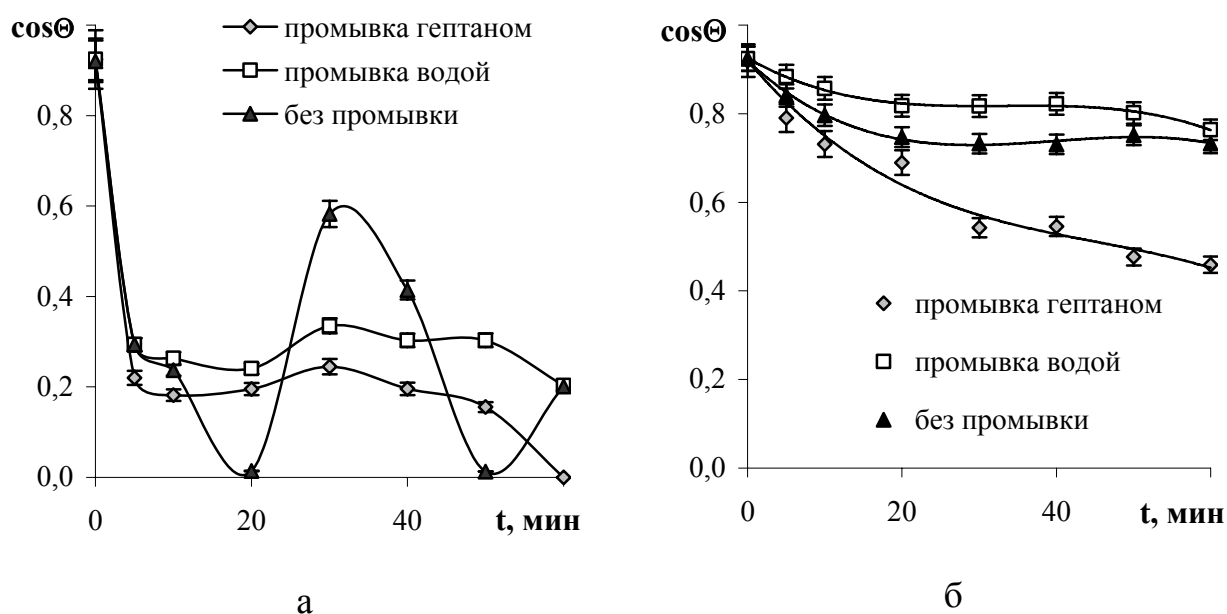 cosΘ
промывка гептаном
промывка водой
без промывки
0,8
0,6
0,4
0,2
0,0
0
20
40
t, мин
а
cosΘ
0,8
0,6
0,4
0,2
0,0
промывка гептаном
промывка водой
без промывки
0
20
40
t, мин
б